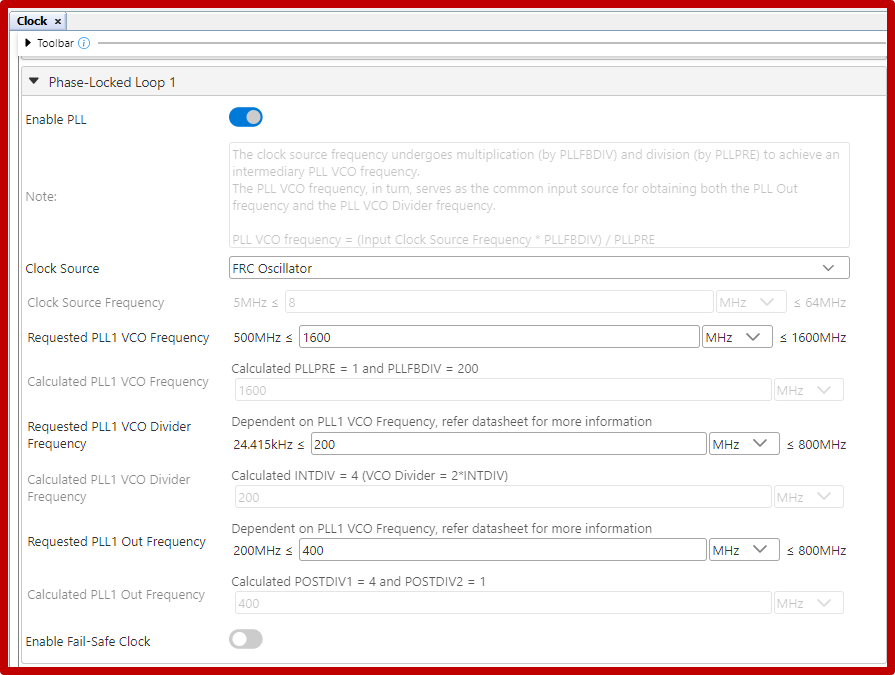 Clock ×
Toolbar i
Phase-Locked Loop 1
Enable PLL
Note:
The clock source frequency undergoes multiplication (by PLLFBDIV) and division (by PLLPRE) to achieve an
intermediary PLL VCO frequency.
The PLL VCO frequency, in turn, serves as the common input source for obtaining both the PLL Out
frequency and the PLL VCO Divider frequency.
PLL VCO frequency = (Input Clock Source Frequency * PLLFBDIV) / PLLPRE
Clock Source FRC Oscillator
Clock Source Frequency 5MHz ≤ 8 MHz ≤ 64MHz
Requested PLL1 VCO Frequency 500MHz ≤ 1600 MHz ≤ 1600MHz
Calculated PLLPRE = 1 and PLLFBDIV = 200
Calculated PLL1 VCO Frequency
1600 MHz
Dependent on PLL1 VCO Frequency, refer datasheet for more information
Requested PLL1 VCO Divider
Frequency
24.415kHz ≤ 200 MHz ≤ 800MHz
Calculated INTDIV = 4 (VCO Divider = 2*INTDIV)
Calculated PLL1 VCO Divider
Frequency
200 MHz
Dependent on PLL1 VCO Frequency, refer datasheet for more information
Requested PLL1 Out Frequency
200MHz ≤ 400 MHz ≤ 800MHz
Calculated POSTDIV1 = 4 and POSTDIV2 = 1
Calculated PLL1 Out Frequency
400 MHz
Enable Fail-Safe Clock